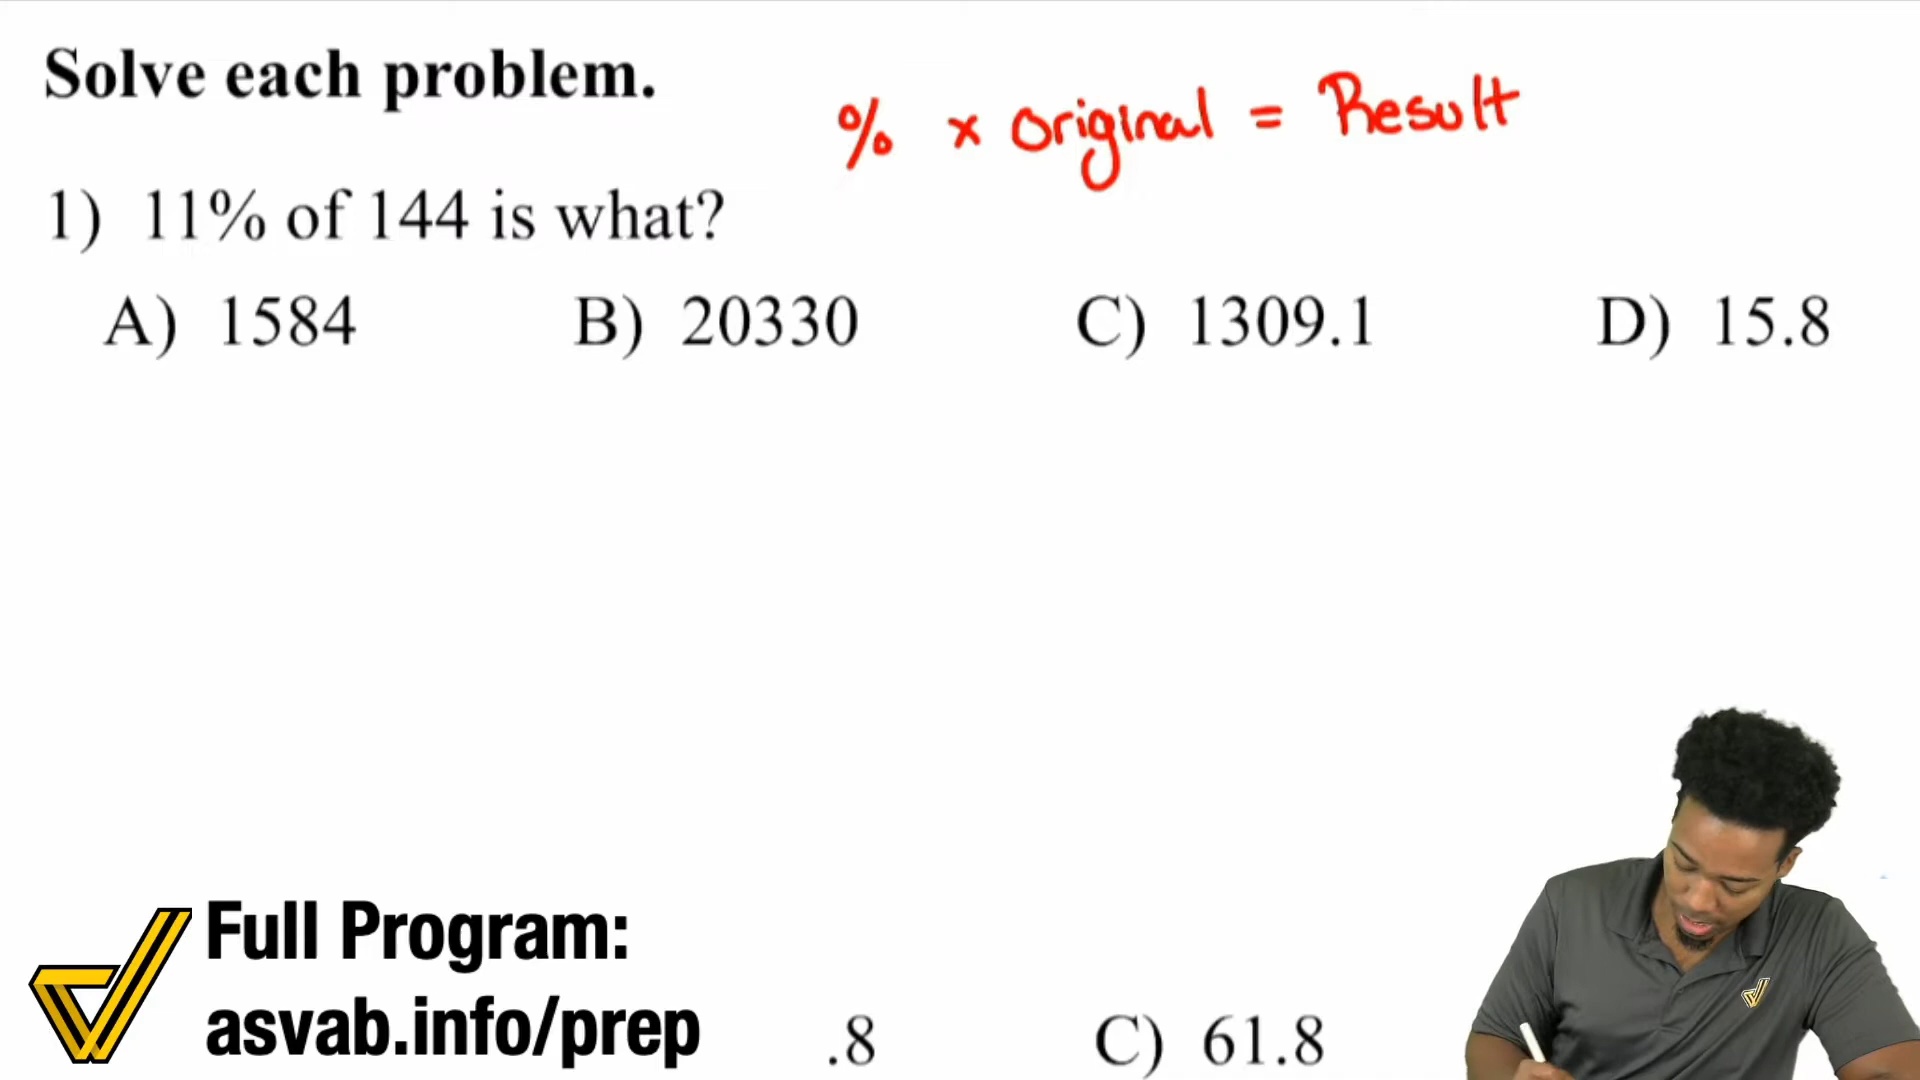 Solve each problem.
% x Original = Result
1) 11% of 144 is what?
A) 1584 B) 20330 C) 1309.1 D) 15.8
Full Program:
asvab.info/prep
.8 C) 61.8